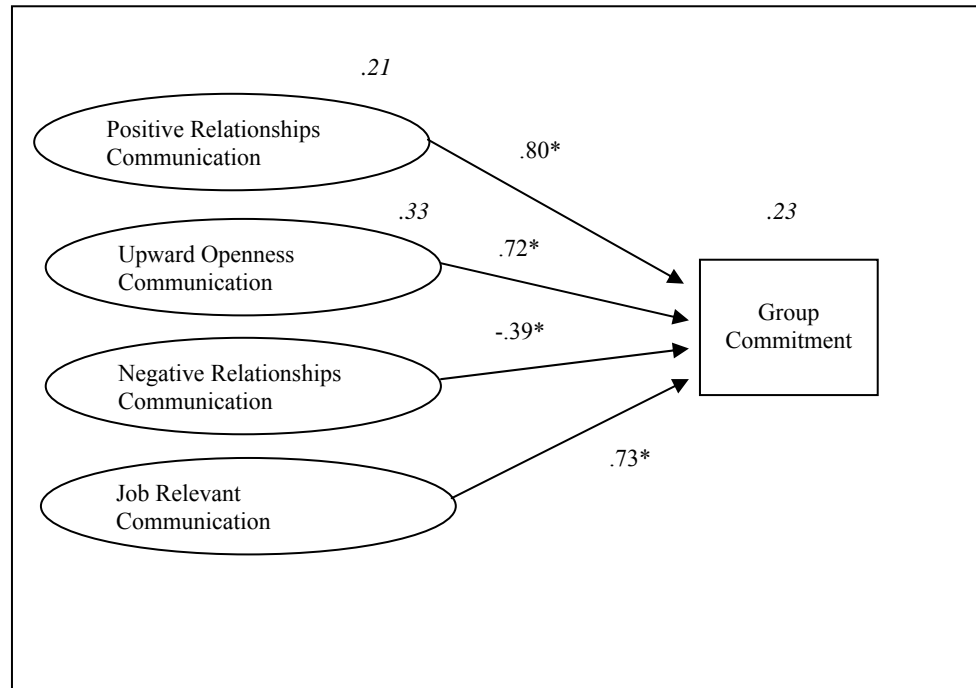 .21
Positive Relationships
Communication
.80*
.33
.23
Upward Openness
Communication
.72*
Group
Commitment
-.39*
Negative Relationships
Communication
.73*
Job Relevant
Communication